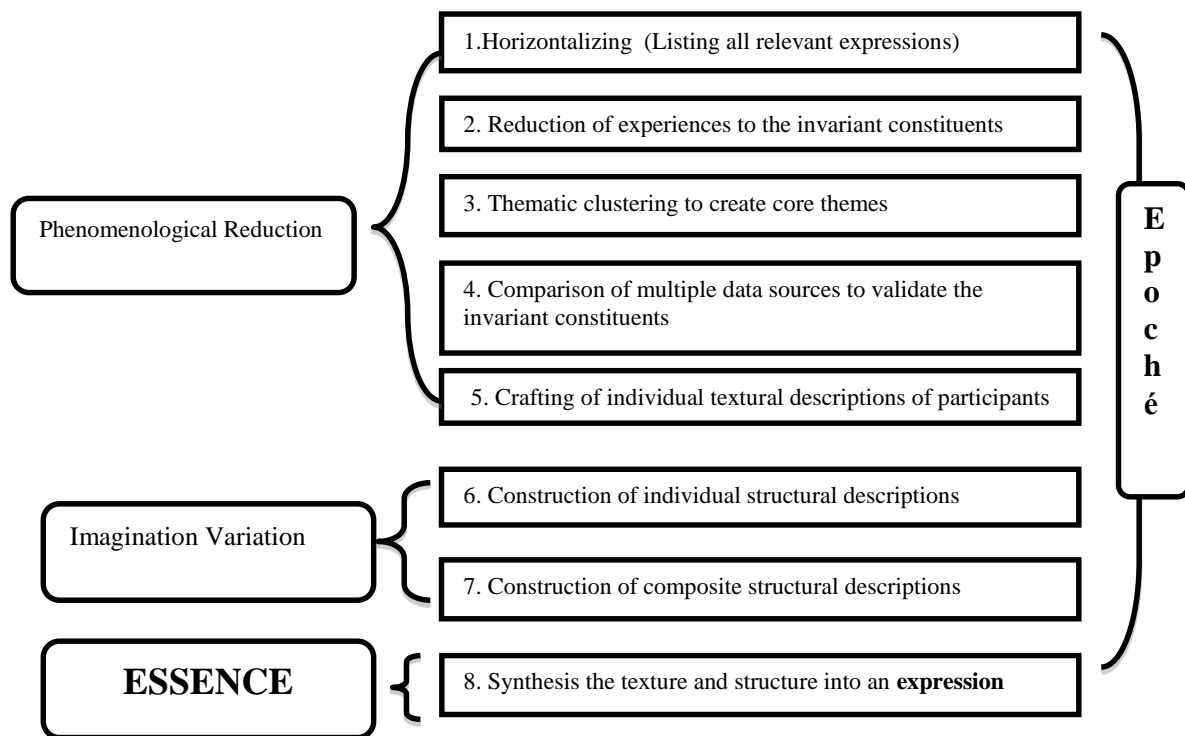 1.Horizontalizing (Listing all relevant expressions)
2. Reduction of experiences to the invariant constituents
3. Thematic clustering to create core themes
Phenomenological Reduction
4. Comparison of multiple data sources to validate the
invariant constituents
5. Crafting of individual textural descriptions of participants
6. Construction of individual structural descriptions
Imagination Variation
7. Construction of composite structural descriptions
ESSENCE
8. Synthesis the texture and structure into an expression
E
p
o
c
h
é